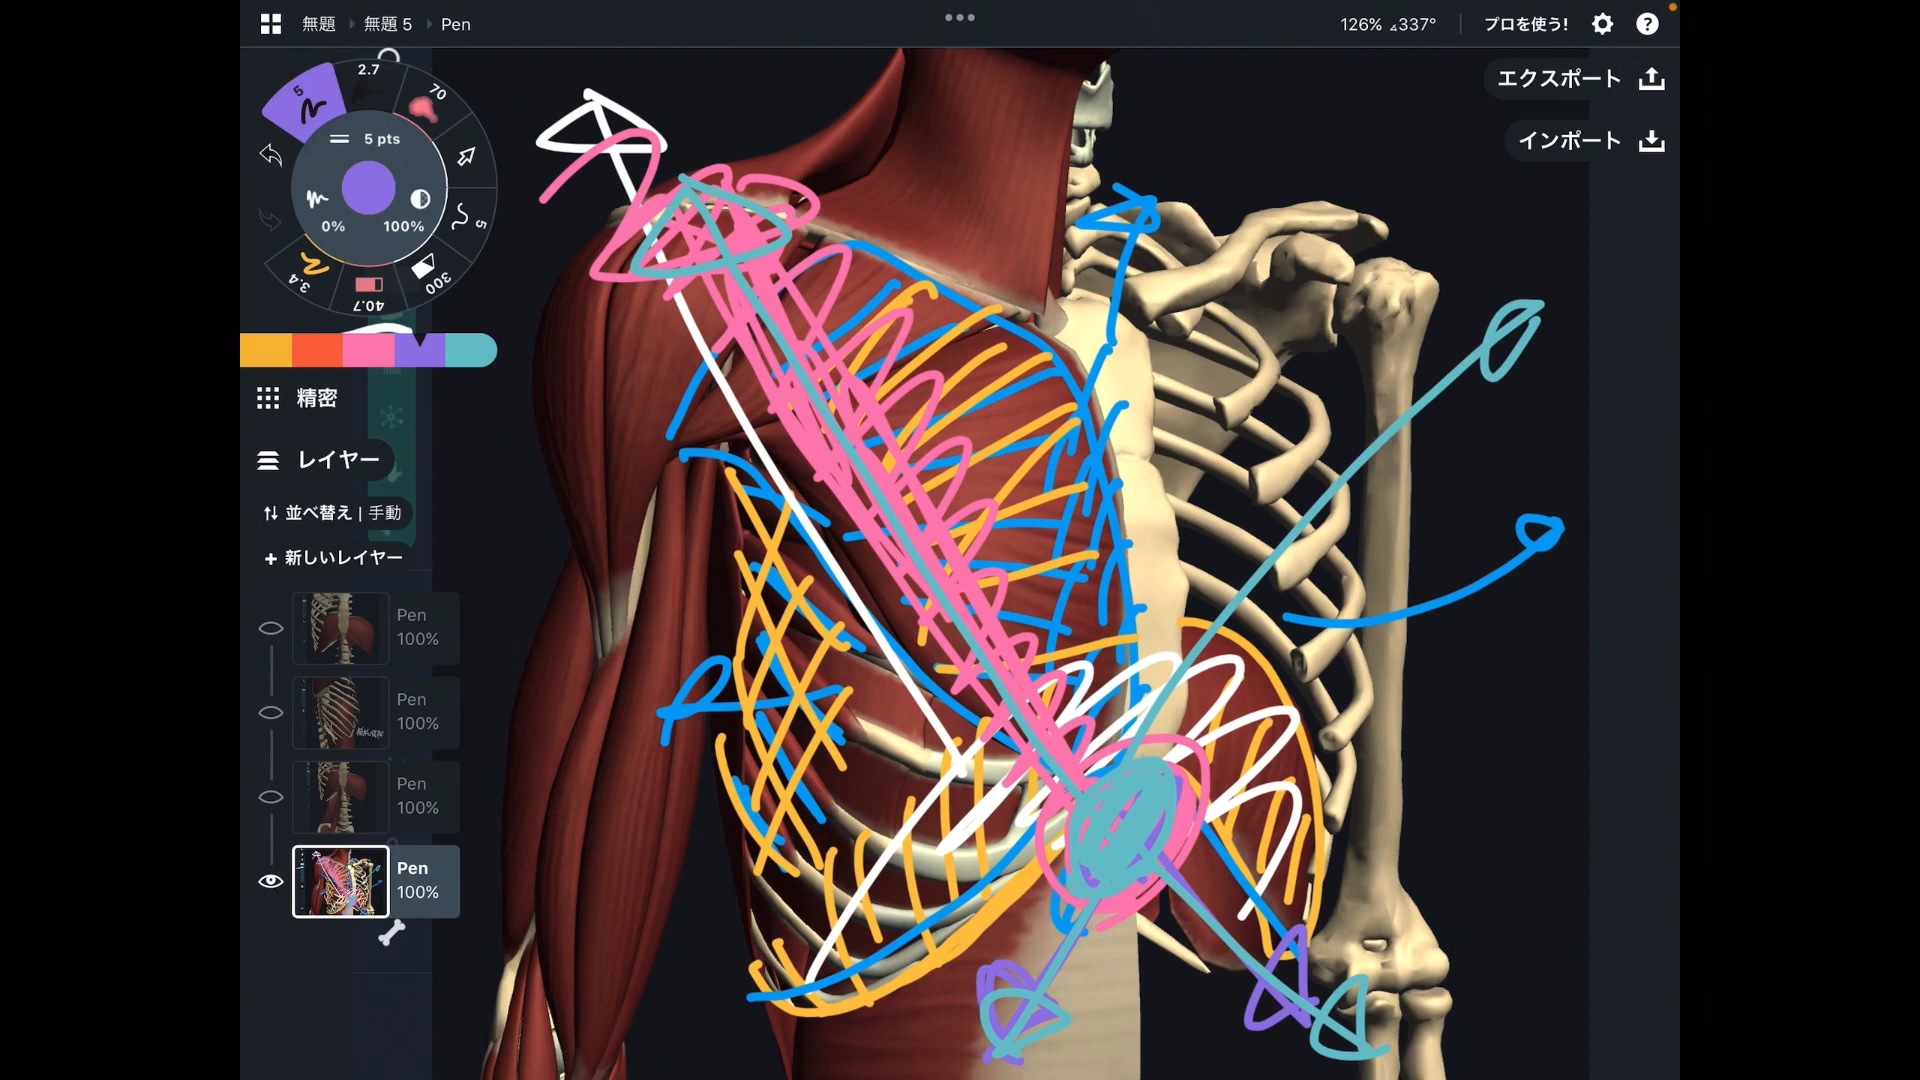 無題 無題 5 Pen
126% ⊿337°
プロを使う!
エクスポート
インポート
2.7
70
5
5 pts
0%
100%
5
300
40.7
3.4
精密
レイヤー
並べ替え | 手動
+ 新しいレイヤー
Pen
100%
Pen
100%
Pen
100%
Pen
100%